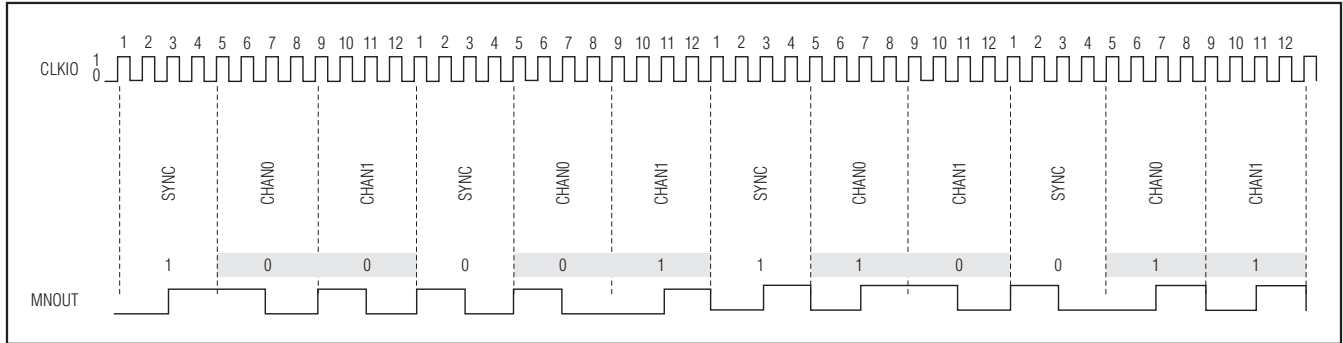 1 2 3 4 5 6 7 8 9 10 11 12 1 2 3 4 5 6 7 8 9 10 11 12 1 2 3 4 5 6 7 8 9 10 11 12 1 2 3 4 5 6 7 8 9 10 11 12
CLKIO 1
0
SYNC CHAN0 CHAN1 SYNC CHAN0 CHAN1 SYNC CHAN0 CHAN1 SYNC CHAN0 CHAN1
1 0 0 0 0 1 1 1 0 0 1 1
MNOUT